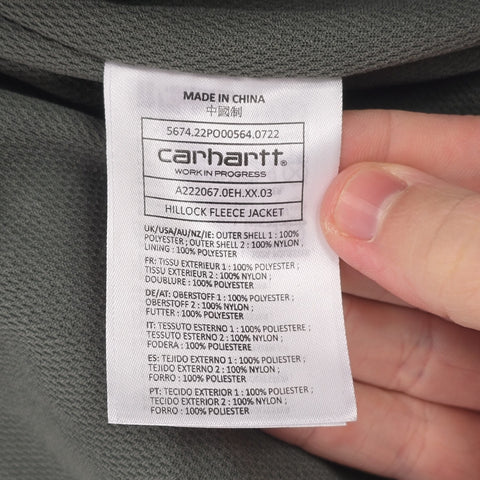 MADE IN CHINA
中國制
5674.22PO00564.0722
carhartt®
WORK IN PROGRESS
A222067.0EH.XX.03
HILLOCK FLEECE JACKET
UK/USA/AU/NZ/IE: OUTER SHELL 1 : 100%
POLYESTER ; OUTER SHELL 2 : 100% NYLON ,
LINING : 100% POLYESTER
FR: TISSU EXTERIEUR 1 : 100% POLYESTER ;
TISSU EXTERIEUR 2 : 100% NYLON ;
DOUBLURE : 100% POLYESTER
DE/AT: OBERSTOFF 1 : 100% POLYESTER ;
OBERSTOFF 2 : 100% NYLON ;
FUTTER : 100% POLYESTER
IT: TESSUTO ESTERNO 1 : 100% POLIESTERE ;
TESSUTO ESTERNO 2 : 100% NYLON ;
FODERA : 100% POLIESTERE
ES: TEJIDO EXTERNO 1 : 100% POLYESTER ;
TEJIDO EXTERNO 2 : 100% NYLON ;
FORRO : 100% POLYESTER
PT: TECIDO EXTERIOR 1 : 100% POLYESTER ;
TECIDO EXTERIOR 2 : 100% NYLON ;
FORRO : 100% POLYESTER